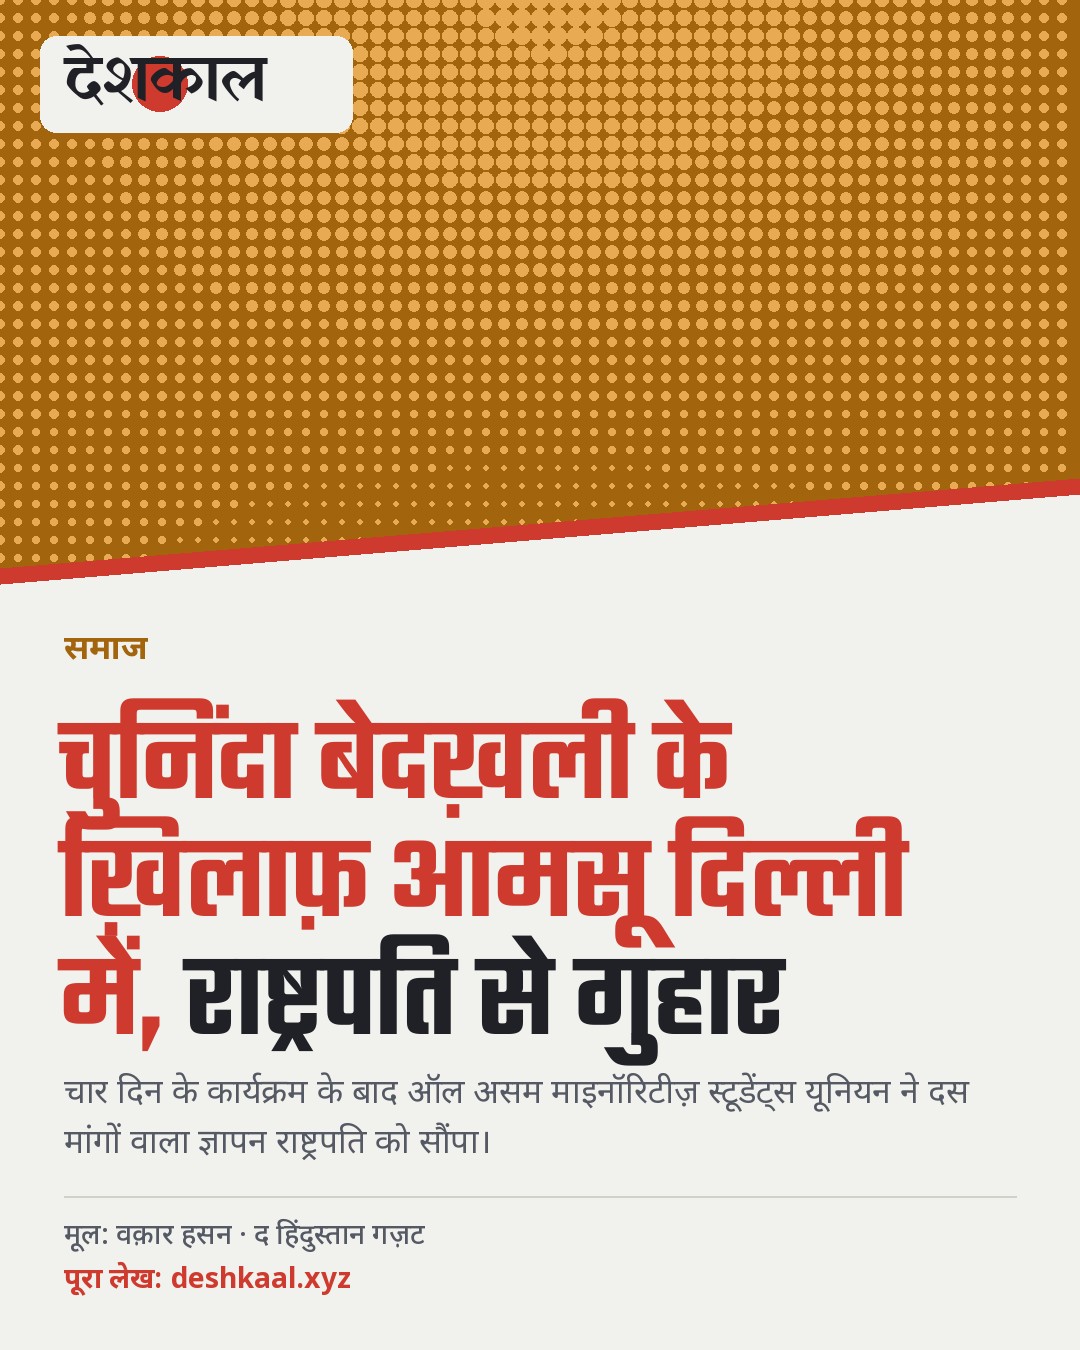 देशकाल
समाज
चुनिंदा बेदख़ली के
ख़िलाफ़ आमसू दिल्ली
में, राष्ट्रपति से गुहार
चार दिन के कार्यक्रम के बाद ऑल असम माइनॉरिटीज़ स्टूडेंट्स यूनियन ने दस
मांगों वाला ज्ञापन राष्ट्रपति को सौंपा।
मूल: वक़ार हसन · द हिंदुस्तान गज़ट
पूरा लेख: deshkaal.xyz